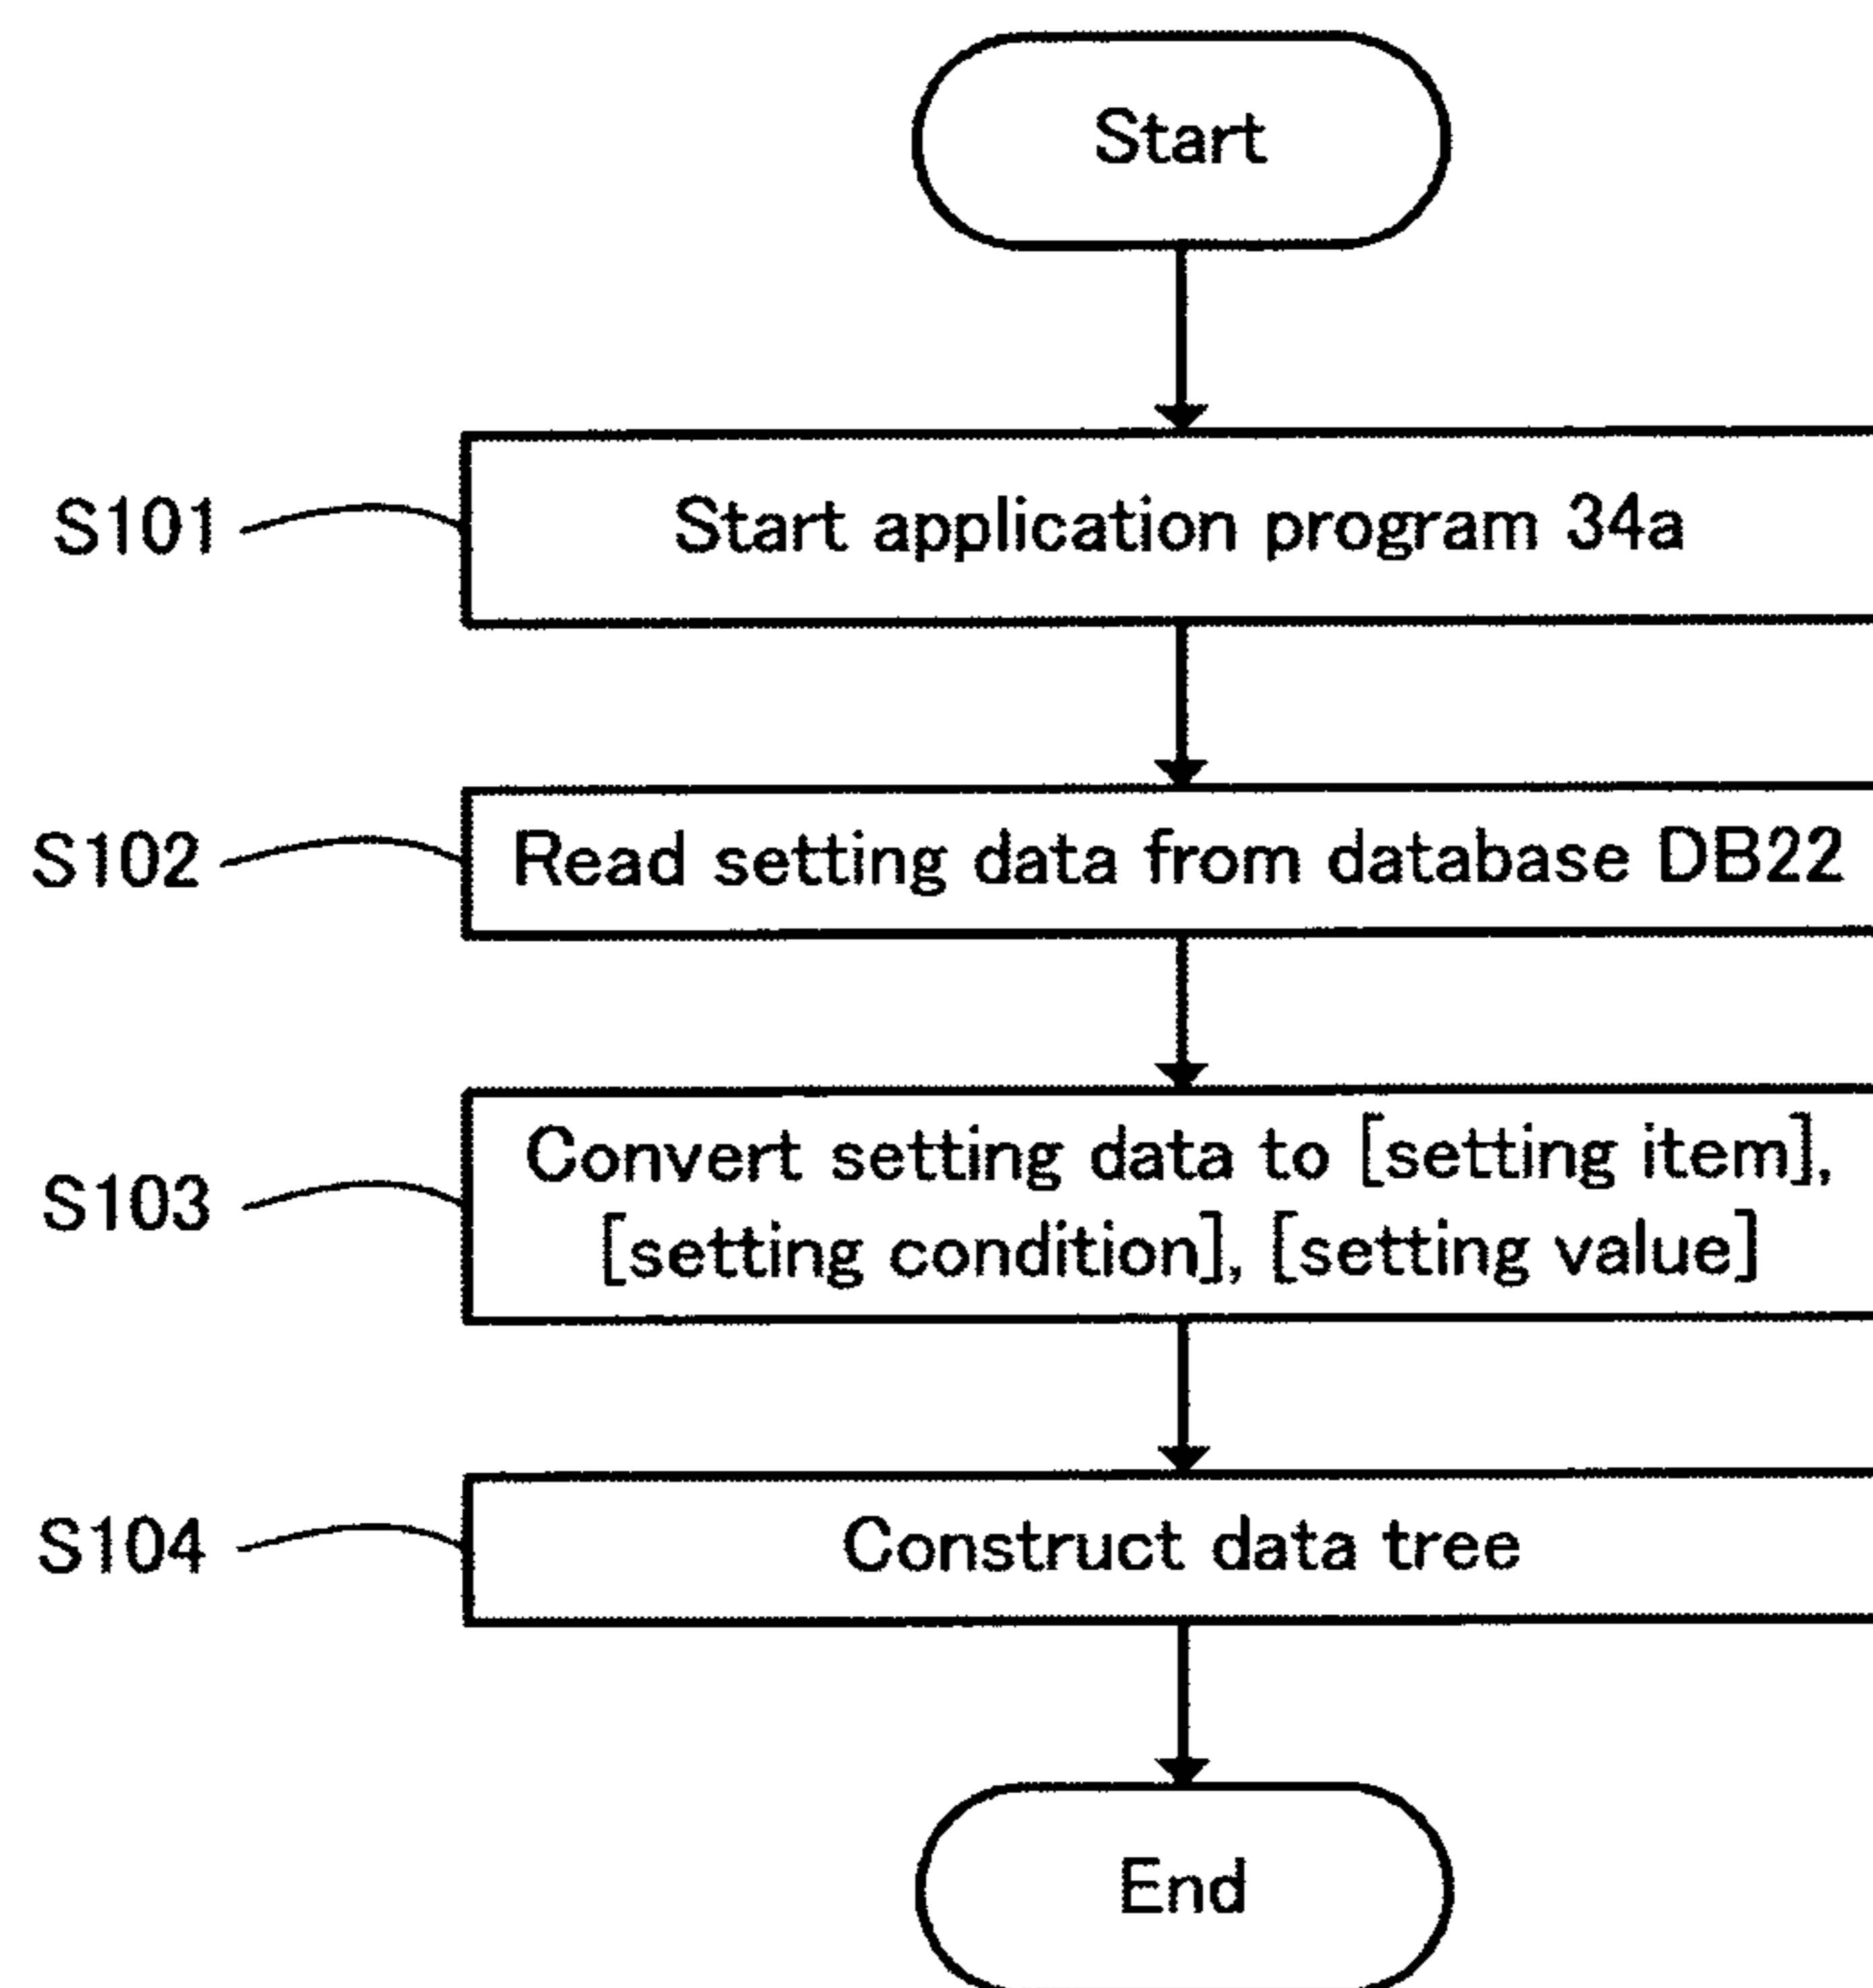 Start
S101
Start application program 34a
S102
Read setting data from database DB22
S103
Convert setting data to [setting item],
[setting condition], [setting value]
S104
Construct data tree
End